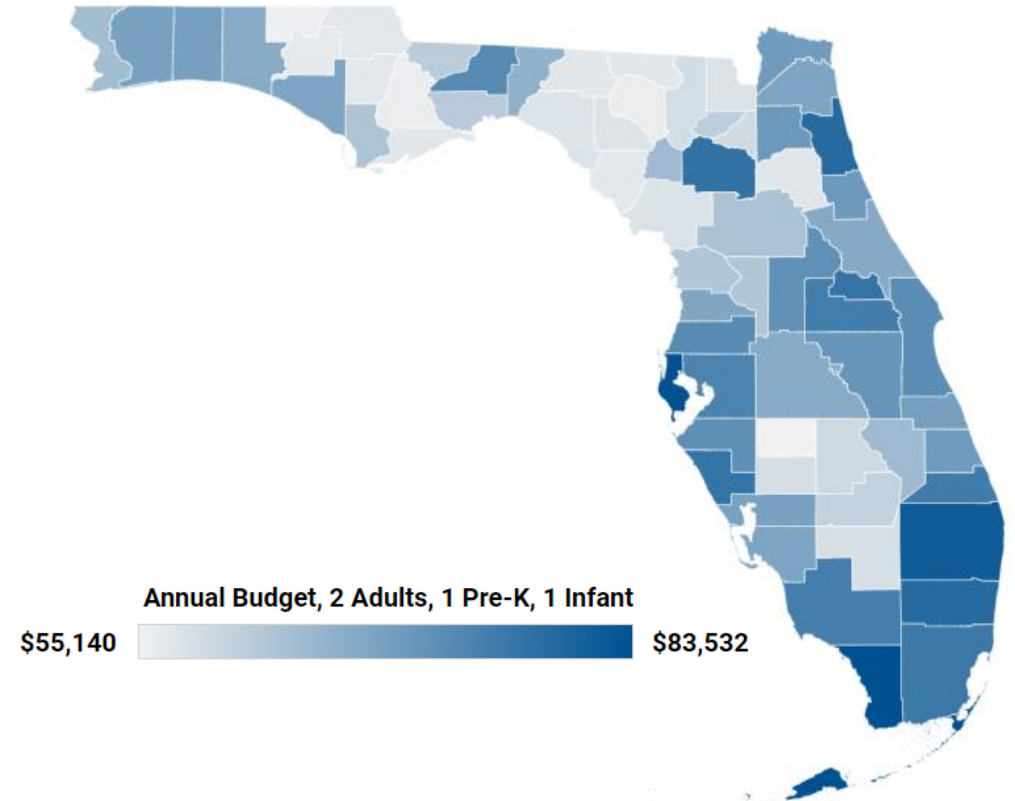 Annual Budget, 2 Adults, 1 Pre-K, 1 Infant
$55,140 $83,532